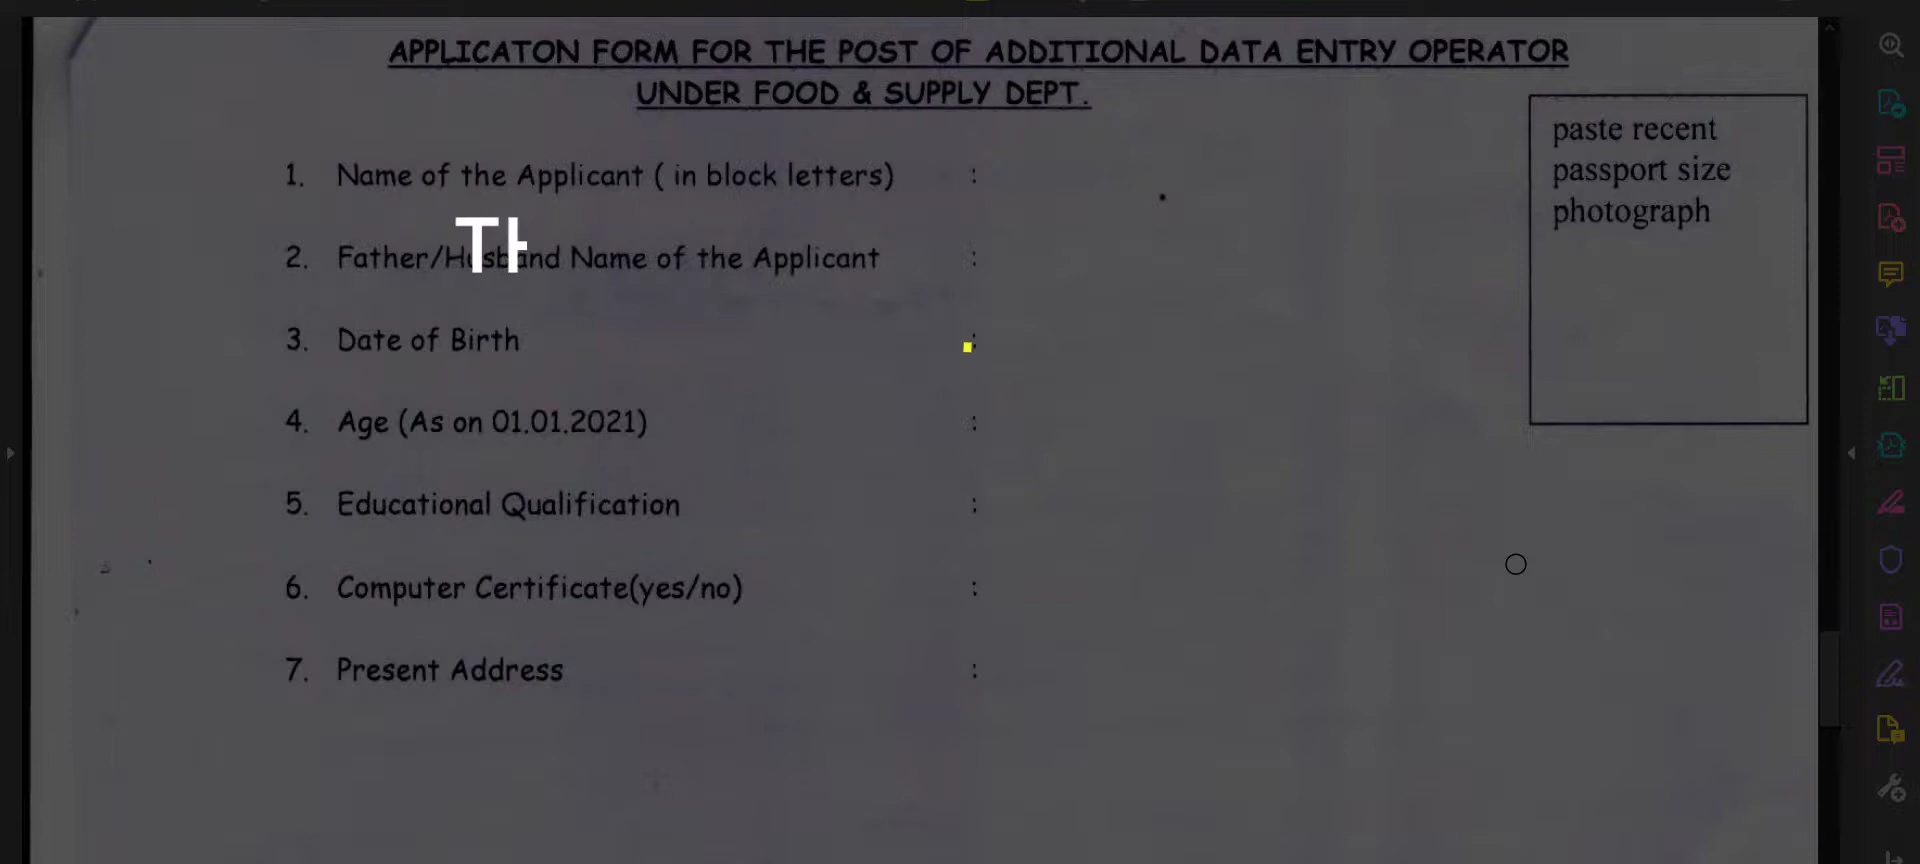 APPLICATON FORM FOR THE POST OF ADDITIONAL DATA ENTRY OPERATOR
UNDER FOOD & SUPPLY DEPT.
paste recent
passport size
photograph
1. Name of the Applicant ( in block letters) :
2. Father/Husband Name of the Applicant :
3. Date of Birth :
4. Age (As on 01.01.2021) :
5. Educational Qualification :
6. Computer Certificate(yes/no) :
7. Present Address :